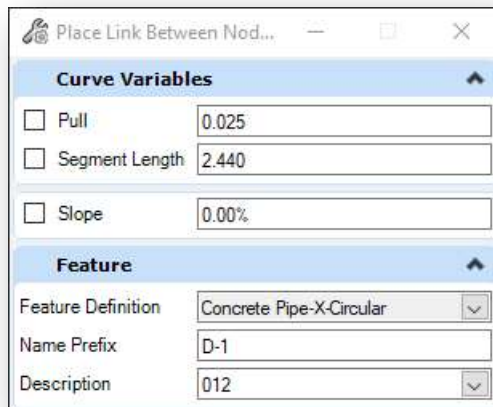 Place Link Between Nod...
Curve Variables
Pull 0.025
Segment Length 2.440
Slope 0.00%
Feature
Feature Definition Concrete Pipe-X-Circular
Name Prefix D-1
Description 012